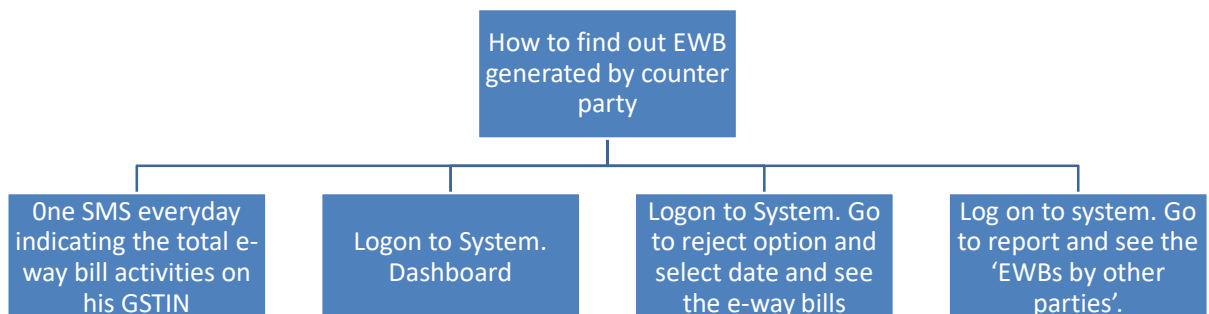 How to find out EWB
generated by counter
party
0ne SMS everyday
indicating the total e-
way bill activities on
his GSTIN
Logon to System.
Dashboard
Logon to System. Go
to reject option and
select date and see
the e-way bills
Log on to system. Go
to report and see the
‘EWBs by other
parties’.